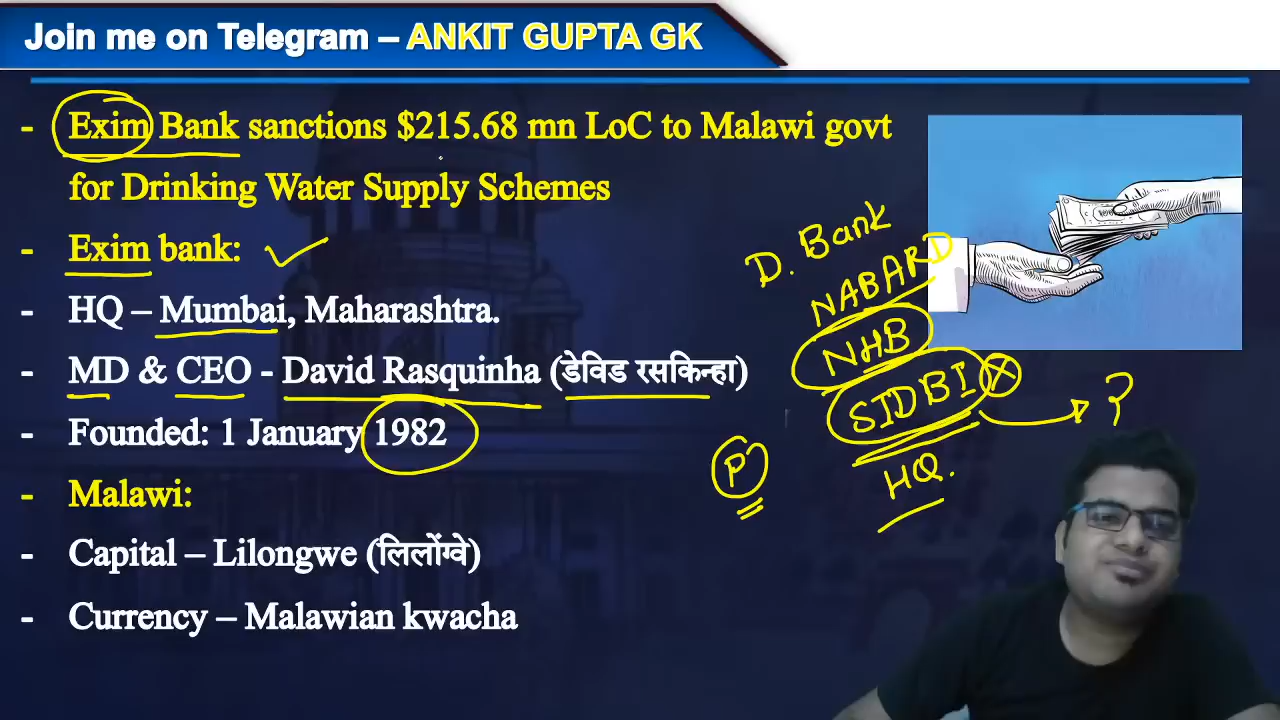 Join me on Telegram – ANKIT GUPTA GK
- Exim Bank sanctions $215.68 mn LoC to Malawi govt
for Drinking Water Supply Schemes
- Exim bank:
- HQ – Mumbai, Maharashtra.
- MD & CEO - David Rasquinha (डेविड रसकिन्हा)
- Founded: 1 January 1982
- Malawi:
- Capital – Lilongwe (लिलोंग्वे)
- Currency – Malawian kwacha
D. Bank
NABARD
NHB
SIDBI
?
P
HQ.